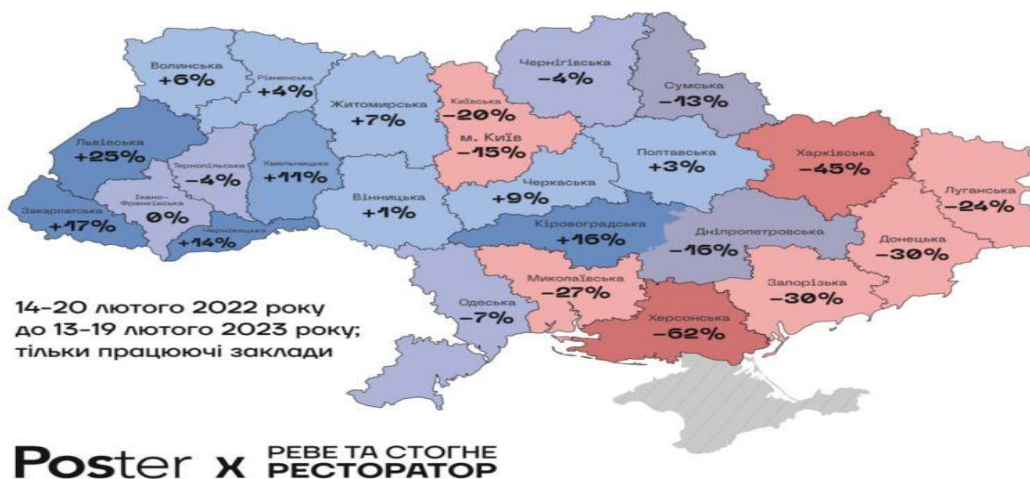 Волинська
+6%
Рівненська
+4%
Житомирська
+7%
Київська
-20%
м. Київ
-15%
Чернігівська
-4%
Сумська
-13%
Львівська
+25%
Тернопільська
-4%
Хмельницька
+11%
Вінницька
+1%
Черкаська
+9%
Полтавська
+3%
Харківська
-45%
Луганська
-24%
Закарпатська
+17%
Івано-
Франківська
0%
Чернівецька
+14%
Кіровоградська
+16%
Дніпропетровська
-16%
Донецька
-30%
Одеська
-7%
Миколаївська
-27%
Херсонська
-62%
Запорізька
-30%
14-20 лютого 2022 року
до 13-19 лютого 2023 року;
тільки працюючі заклади
Poster x РЕВЕ ТА СТОГНЕ
РЕСТОРАТОР